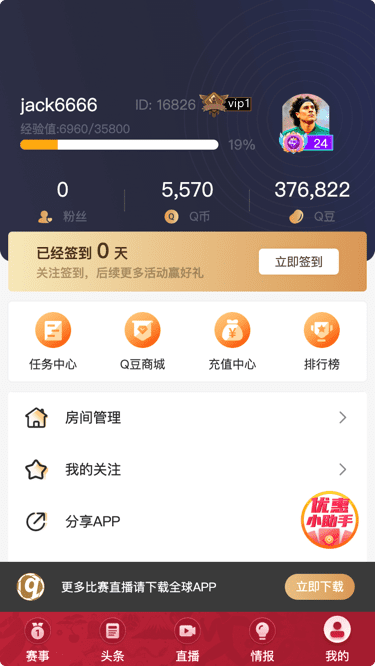 jack6666 ID: 16826 vip1
经验值:6960/35800
24
19%
0 5,570 376,822
粉丝 Q Q币 Q豆
已经签到 0 天
关注签到，后续更多活动赢好礼
立即签到
任务中心 Q豆商城 充值中心 排行榜
房间管理
我的关注
分享APP
优惠
小助手
q 更多比赛直播请下载全球APP 立即下载
1
赛事 头条 直播 情报 我的